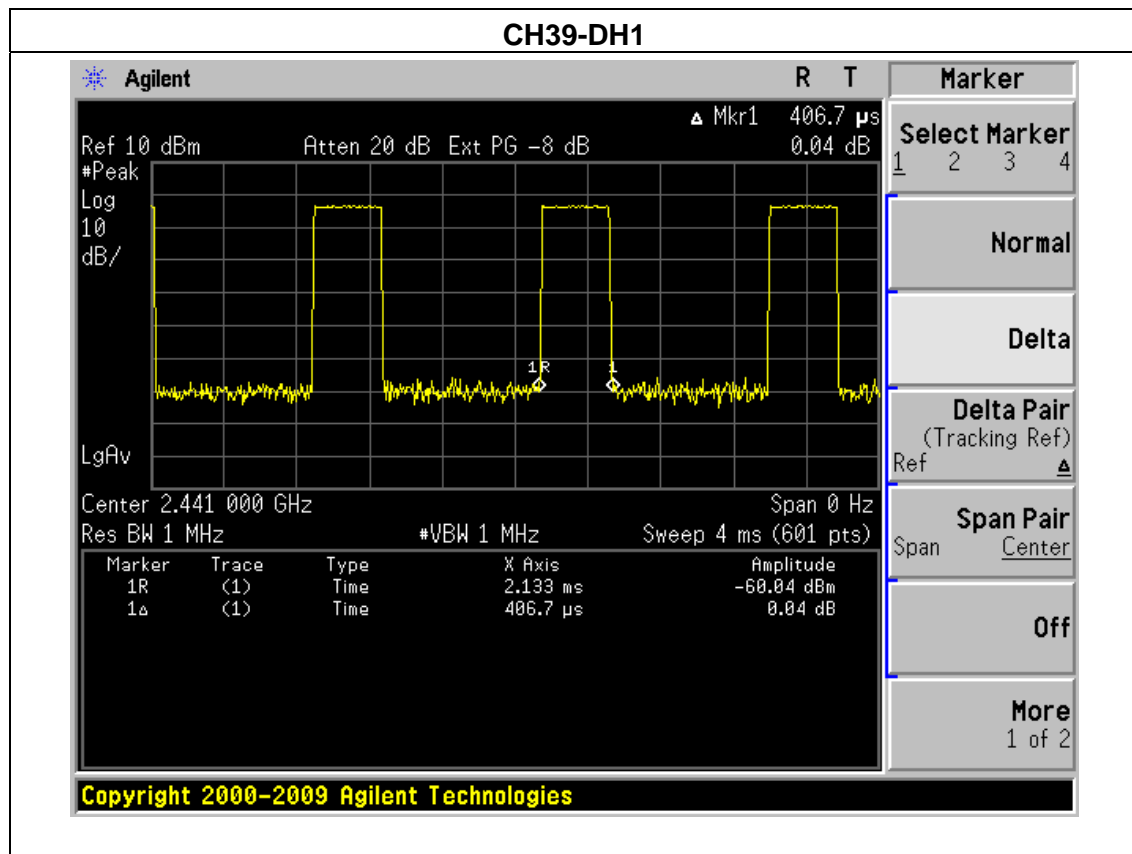 CH39-DH1
Agilent R T Marker
Δ Mkr1 406.7 µs
Ref 10 dBm Atten 20 dB Ext PG -8 dB 0.04 dB
#Peak
Log
10
dB/
1R 1
LgAv
Center 2.441 000 GHz Span 0 Hz
Res BW 1 MHz #VBW 1 MHz Sweep 4 ms (601 pts)
Marker Trace Type X Axis Amplitude
1R (1) Time 2.133 ms -60.04 dBm
1Δ (1) Time 406.7 µs 0.04 dB
Select Marker
1 2 3 4
Normal
Delta
Delta Pair
(Tracking Ref)
Ref Δ
Span Pair
Span Center
Off
More
1 of 2
Copyright 2000-2009 Agilent Technologies